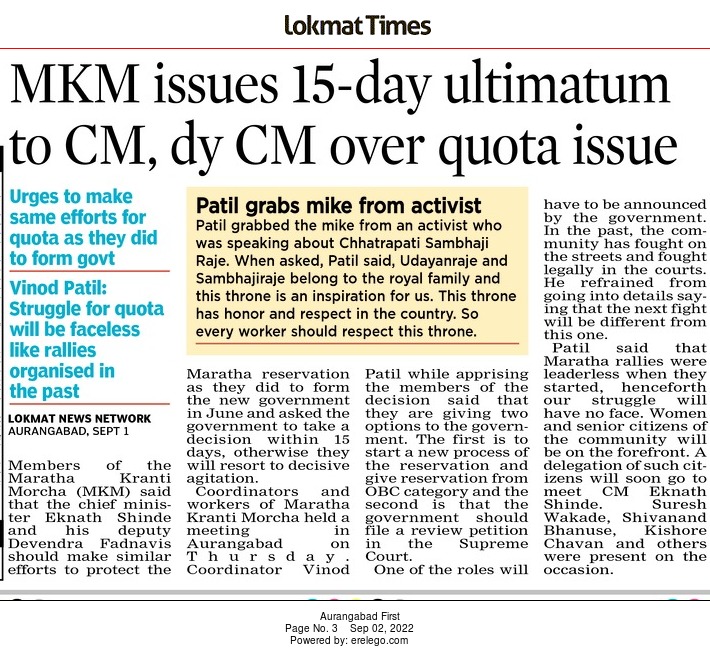 Lokmat Times
MKM issues 15-day ultimatum
to CM, dy CM over quota issue
Urges to make
same efforts for
quota as they did
to form govt
Vinod Patil:
Struggle for quota
will be faceless
like rallies
organised in
the past
LOKMAT NEWS NETWORK
AURANGABAD, SEPT 1
Members of the
Maratha Kranti
Morcha (MKM) said
that the chief minis-
ter Eknath Shinde
and his deputy
Devendra Fadnavis
should make similar
efforts to protect the
Patil grabs mike from activist
Patil grabbed the mike from an activist who
was speaking about Chhatrapati Sambhaji
Raje. When asked, Patil said, Udayanraje and
Sambhajiraje belong to the royal family and
this throne is an inspiration for us. This throne
has honor and respect in the country. So
every worker should respect this throne.
Maratha reservation
as they did to form
the new government
in June and asked the
government to take a
decision within 15
days, otherwise they
will resort to decisive
agitation.
Coordinators and
workers of Maratha
Kranti Morcha held a
meeting in
Aurangabad on
Thursday.
Coordinator Vinod
Patil while apprising
the members of the
decision said that
they are giving two
options to the govern-
ment. The first is to
start a new process of
the reservation and
give reservation from
OBC category and the
second is that the
government should
file a review petition
in the Supreme
Court.
One of the roles will
have to be announced
by the government.
In the past, the com-
munity has fought on
the streets and fought
legally in the courts.
He refrained from
going into details say-
ing that the next fight
will be different from
this one.
Patil said that
Maratha rallies were
leaderless when they
started, henceforth
our struggle will
have no face. Women
and senior citizens of
the community will
be on the forefront. A
delegation of such cit-
izens will soon go to
meet CM Eknath
Shinde. Suresh
Wakade, Shivanand
Bhanuse, Kishore
Chavan and others
were present on the
occasion.
Aurangabad First
Page No. 3 Sep 02, 2022
Powered by: erelego.com